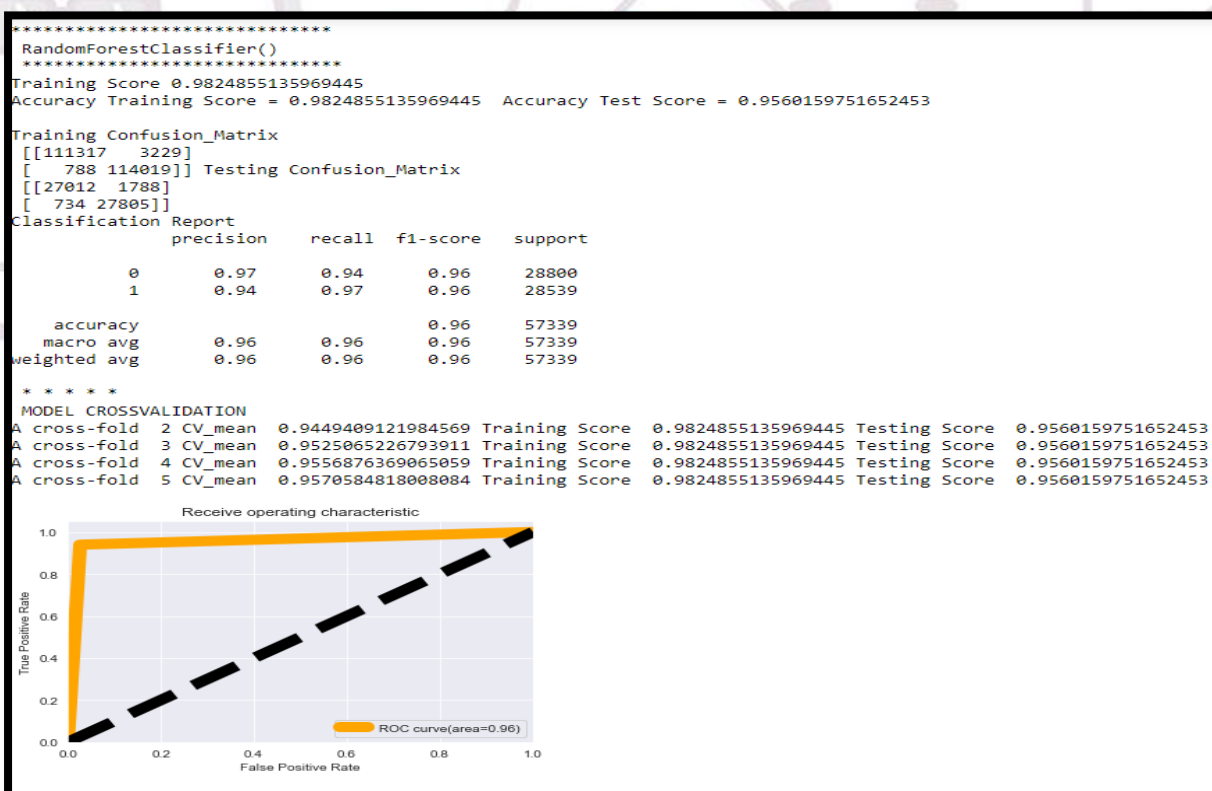 ******************************
RandomForestClassifier()
******************************
Training Score 0.9824855135969445
Accuracy Training Score = 0.9824855135969445  Accuracy Test Score = 0.9560159751652453
Training Confusion_Matrix
[[111317   3229]
[   788 114019]] Testing Confusion_Matrix
[[27012  1788]
[  734 27805]]
Classification Report
precision    recall  f1-score   support
0       0.97      0.94      0.96     28800
1       0.94      0.97      0.96     28539
accuracy                           0.96     57339
macro avg       0.96      0.96      0.96     57339
weighted avg       0.96      0.96      0.96     57339
* * * * *
MODEL CROSSVALIDATION
A cross-fold  2 CV_mean  0.9449409121984569 Training Score  0.9824855135969445 Testing Score  0.9560159751652453
A cross-fold  3 CV_mean  0.9525065226793911 Training Score  0.9824855135969445 Testing Score  0.9560159751652453
A cross-fold  4 CV_mean  0.9556876369065059 Training Score  0.9824855135969445 Testing Score  0.9560159751652453
A cross-fold  5 CV_mean  0.9570584818008084 Training Score  0.9824855135969445 Testing Score  0.9560159751652453
Receive operating characteristic
1.0
0.8
0.6
0.4
0.2
0.0
True Positive Rate
ROC curve(area=0.96)
0.0 0.2 0.4 0.6 0.8 1.0
False Positive Rate